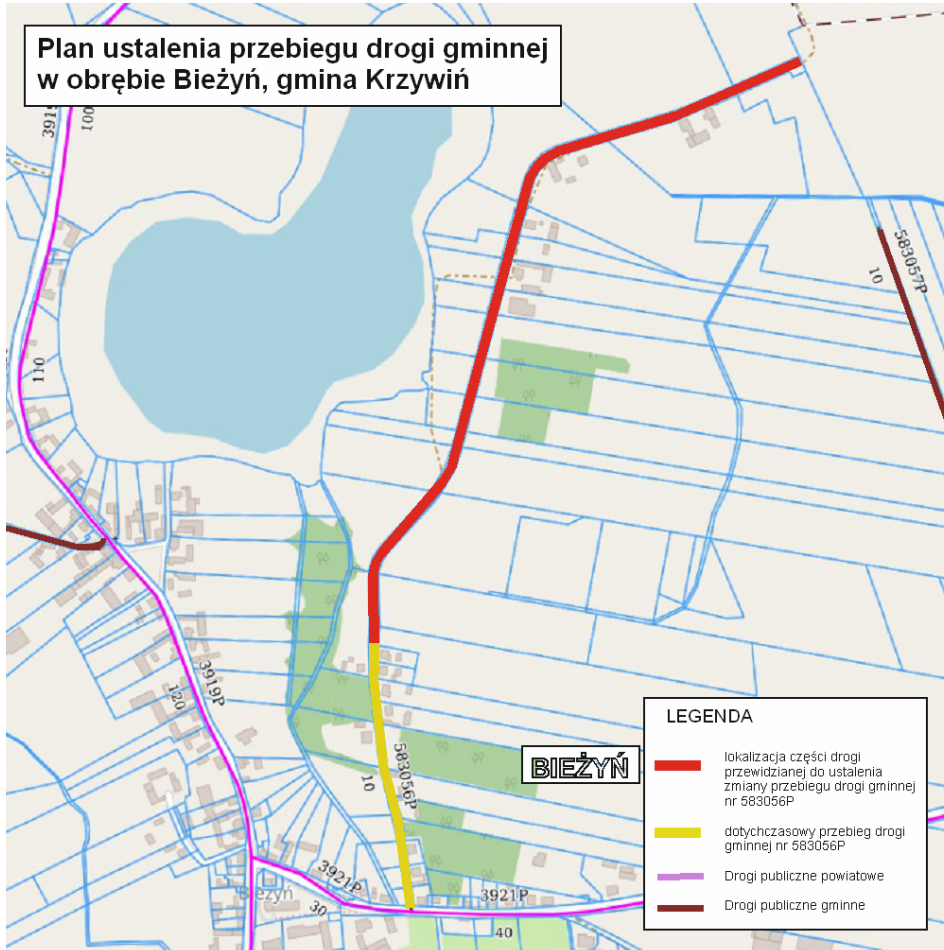 Plan ustalenia przebiegu drogi gminnej
w obrębie Bieżyń, gmina Krzywiń
100
583057P
10
110
3919P
120
583056P
10
BIEŻYŃ
3921P
Bieżyń
30
3921P
40
LEGENDA
lokalizacja części drogi
przewidzianej do ustalenia
zmiany przebiegu drogi gminnej
nr 583056P
dotychczasowy przebieg drogi
gminnej nr 583056P
Drogi publiczne powiatowe
Drogi publiczne gminne